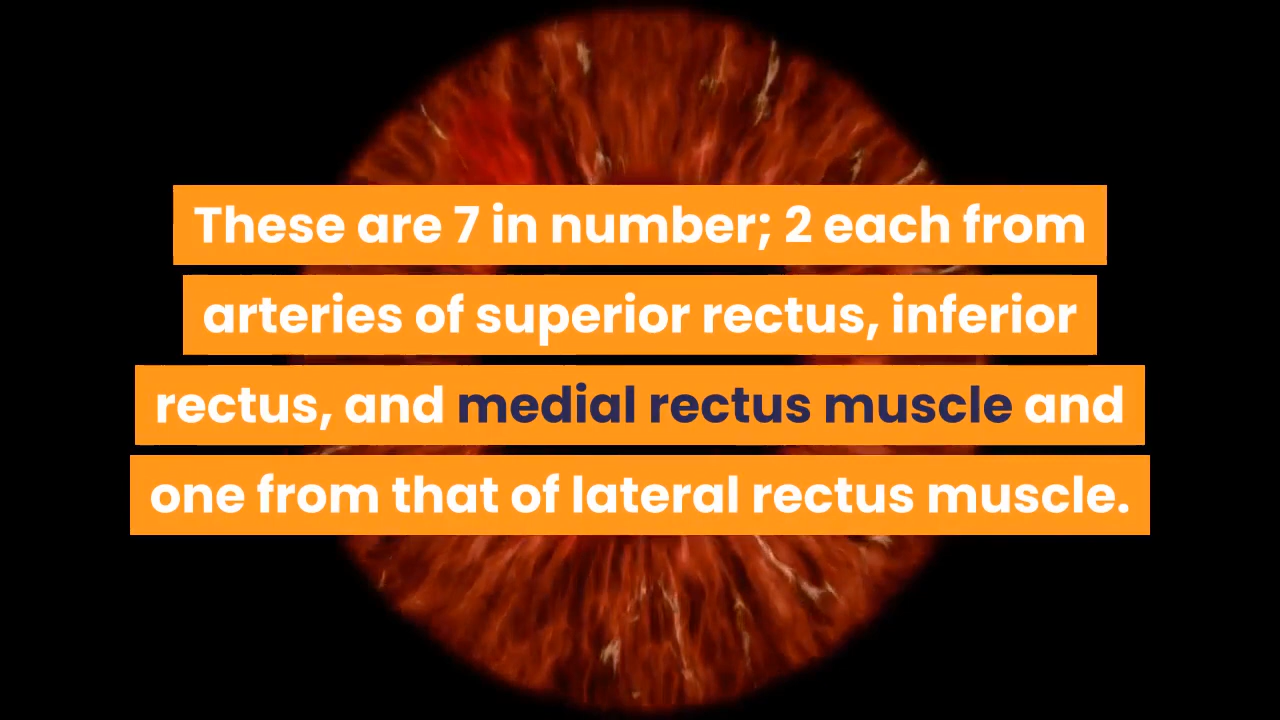 These are 7 in number; 2 each from
arteries of superior rectus, inferior
rectus, and medial rectus muscle and
one from that of lateral rectus muscle.